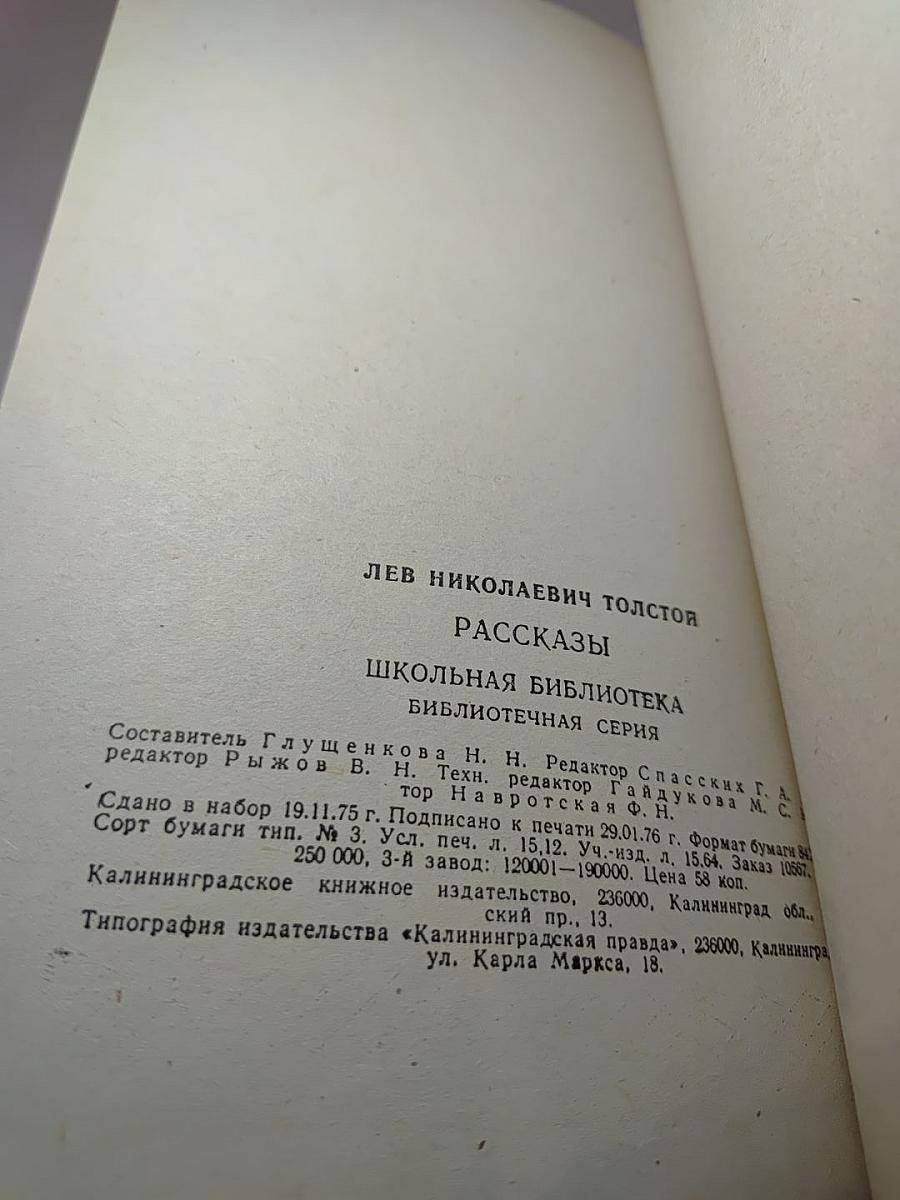 ЛЕВ НИКОЛАЕВИЧ ТОЛСТОЙ
РАССКАЗЫ
ШКОЛЬНАЯ БИБЛИОТЕКА
БИБЛИОТЕЧНАЯ СЕРИЯ
Составитель Глущенкова Н. Н. Редактор Спасских Г. А.
редактор Рыжов В. Н. Техн. редактор Гайдукова М. С.
тор Навротская Ф. Н.
Сдано в набор 19.11.75 г. Подписано к печати 29.01.76 г. Формат бумаги 84
Сорт бумаги тип. № 3. Усл. печ. л. 15,12. Уч.-изд. л. 15,64. Заказ 10567.
250 000, 3-й завод: 120001—190000. Цена 58 коп.
Калининградское книжное издательство, 236000, Калининград обл.,
ский пр., 13.
Типография издательства «Калининградская правда», 236000, Калинингра
ул. Карла Маркса, 18.